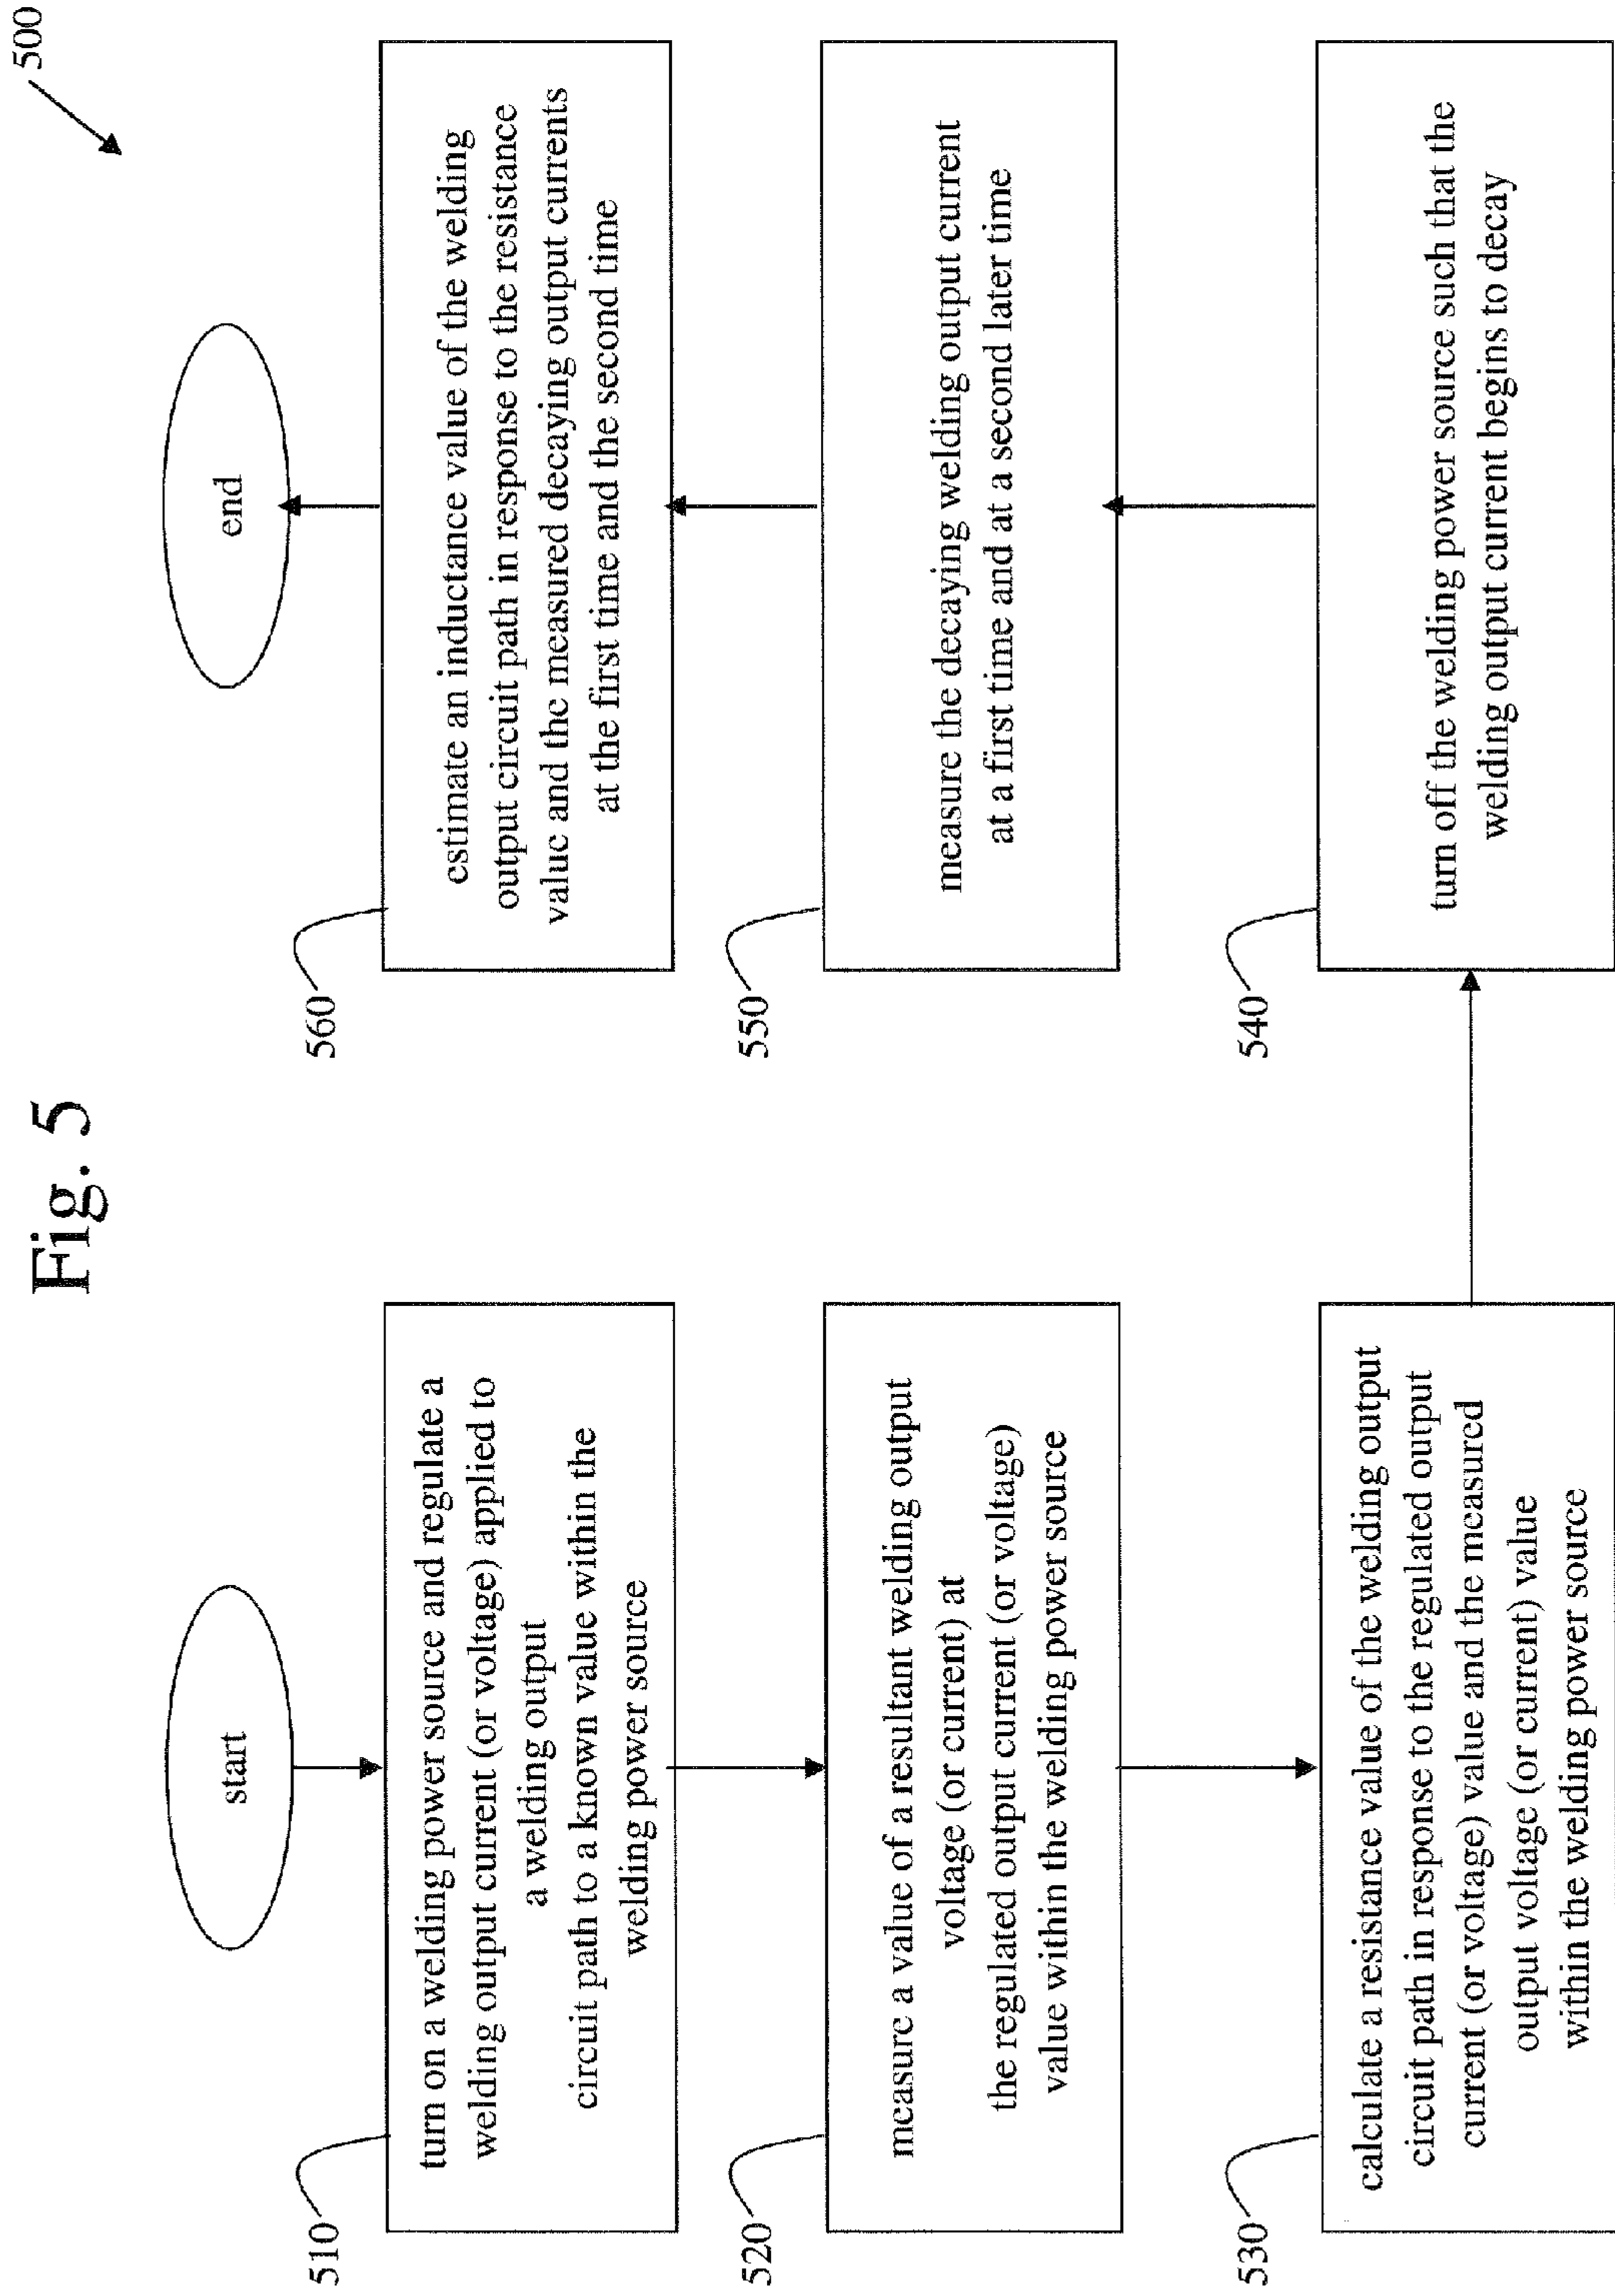 Fig. 5
500
start
510
turn on a welding power source and regulate a
welding output current (or voltage) applied to
a welding output
circuit path to a known value within the
welding power source
520
measure a value of a resultant welding output
voltage (or current) at
the regulated output current (or voltage)
value within the welding power source
530
calculate a resistance value of the welding output
circuit path in response to the regulated output
current (or voltage) value and the measured
output voltage (or current) value
within the welding power source
540
turn off the welding power source such that the
welding output current begins to decay
550
measure the decaying welding output current
at a first time and at a second later time
560
estimate an inductance value of the welding
output circuit path in response to the resistance
value and the measured decaying output currents
at the first time and the second time
end